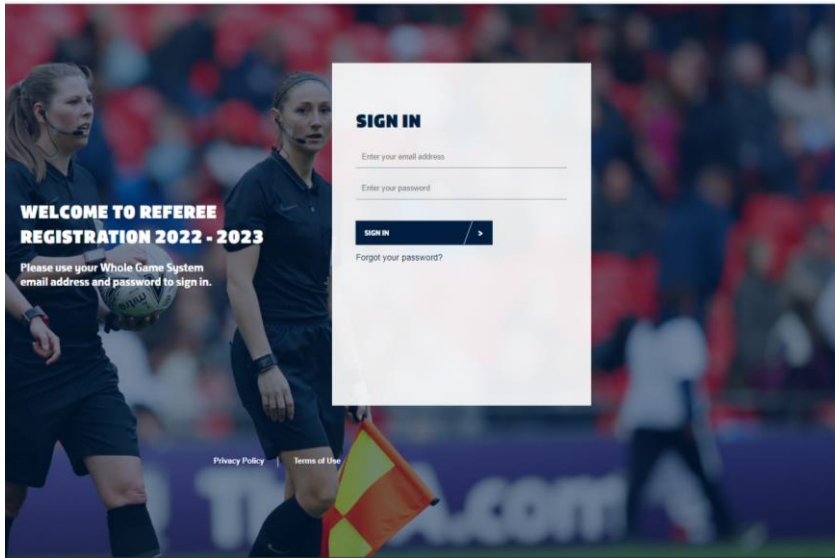 WELCOME TO REFEREE
REGISTRATION 2022 - 2023
Please use your Whole Game System
email address and password to sign in.
SIGN IN
Enter your email address
Enter your password
SIGN IN >
Forgot your password?
Privacy Policy | Terms of Use
mitre
.com